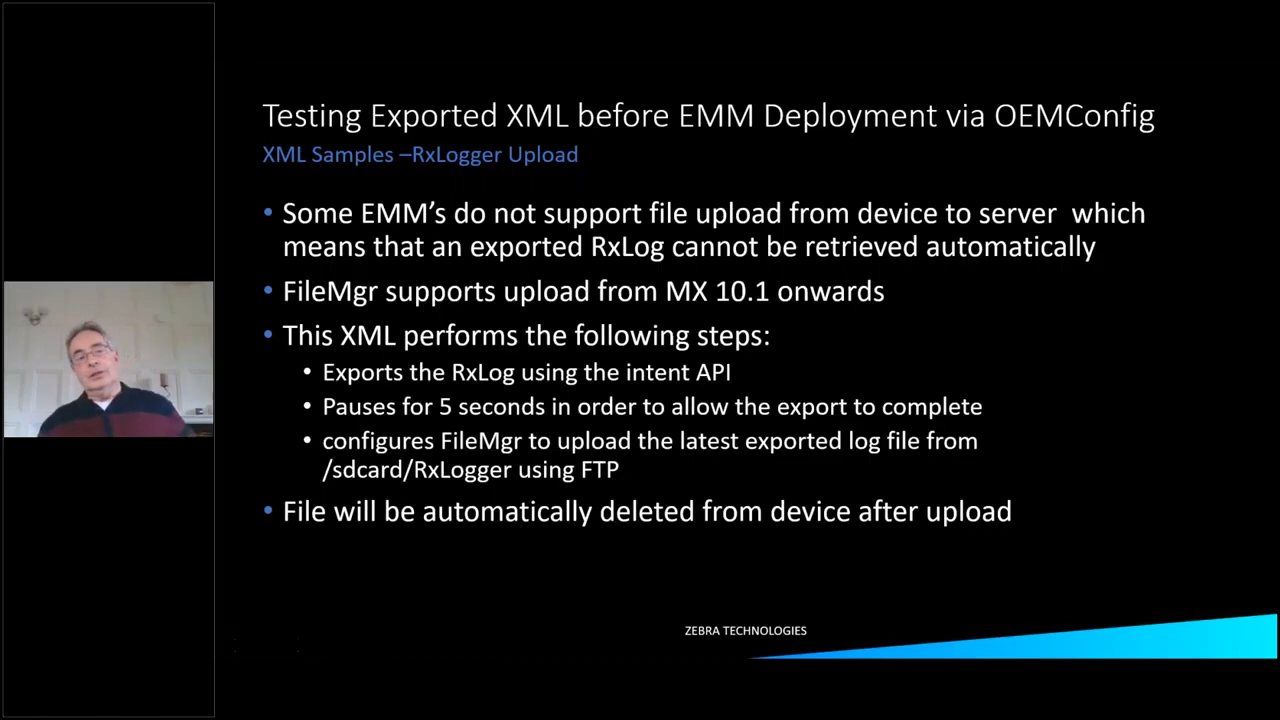 Testing Exported XML before EMM Deployment via OEMConfig
XML Samples –RxLogger Upload
• Some EMM's do not support file upload from device to server which
means that an exported RxLog cannot be retrieved automatically
• FileMgr supports upload from MX 10.1 onwards
• This XML performs the following steps:
• Exports the RxLog using the intent API
• Pauses for 5 seconds in order to allow the export to complete
• configures FileMgr to upload the latest exported log file from
/sdcard/RxLogger using FTP
• File will be automatically deleted from device after upload
ZEBRA TECHNOLOGIES